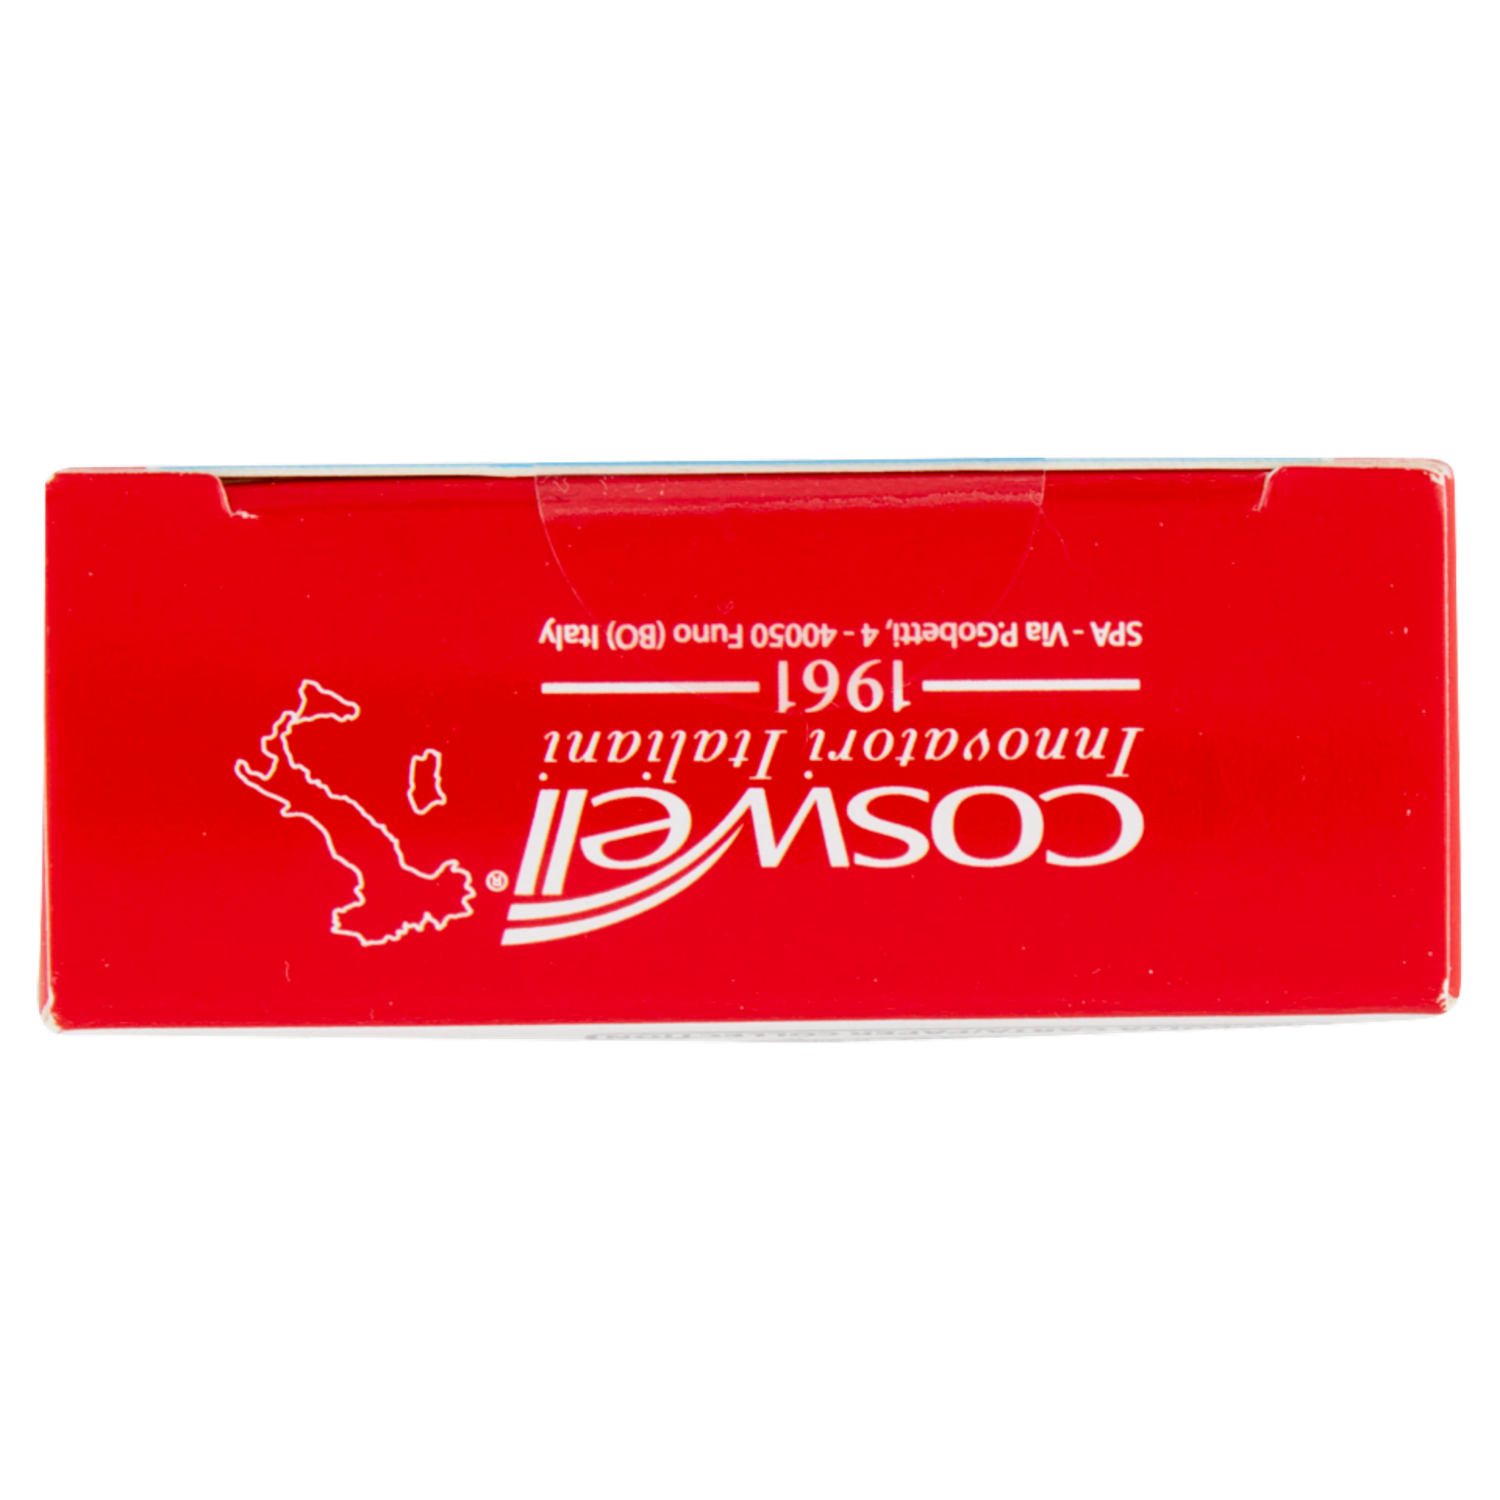 coswell®
Innovatori Italiani
1961
SPA - Via P.Gobetti, 4 - 40050 Funo (BO) Italy